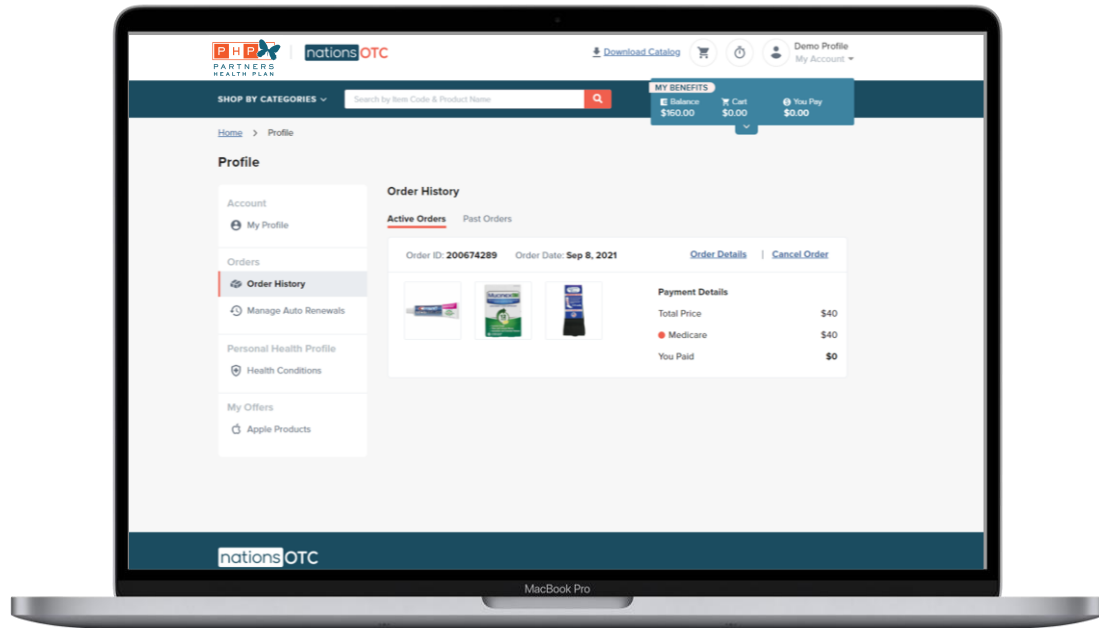 PHP
PARTNERS
HEALTH PLAN
nations OTC
Download Catalog
Demo Profile
My Account
SHOP BY CATEGORIES
Search by Item Code & Product Name
MY BENEFITS
Balance Cart You Pay
$160.00 $0.00 $0.00
Home > Profile
Profile
Account
My Profile
Orders
Order History
Manage Auto Renewals
Personal Health Profile
Health Conditions
My Offers
Apple Products
Order History
Active Orders Past Orders
Order ID: 200674289 Order Date: Sep 8, 2021 Order Details | Cancel Order
Payment Details
Total Price $40
Medicare $40
You Paid $0
nations OTC
MacBook Pro